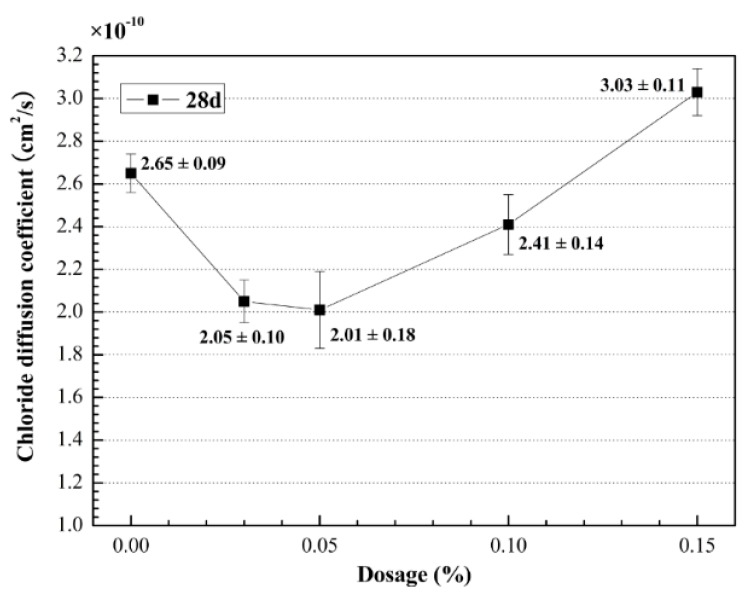 ×10⁻¹⁰
3.2
3.0
2.8
2.6
2.4
2.2
2.0
1.8
1.6
1.4
1.2
1.0
Chloride diffusion coefficient (cm²/s)
28d
2.65 ± 0.09
2.05 ± 0.10
2.01 ± 0.18
2.41 ± 0.14
3.03 ± 0.11
0.00 0.05 0.10 0.15
Dosage (%)